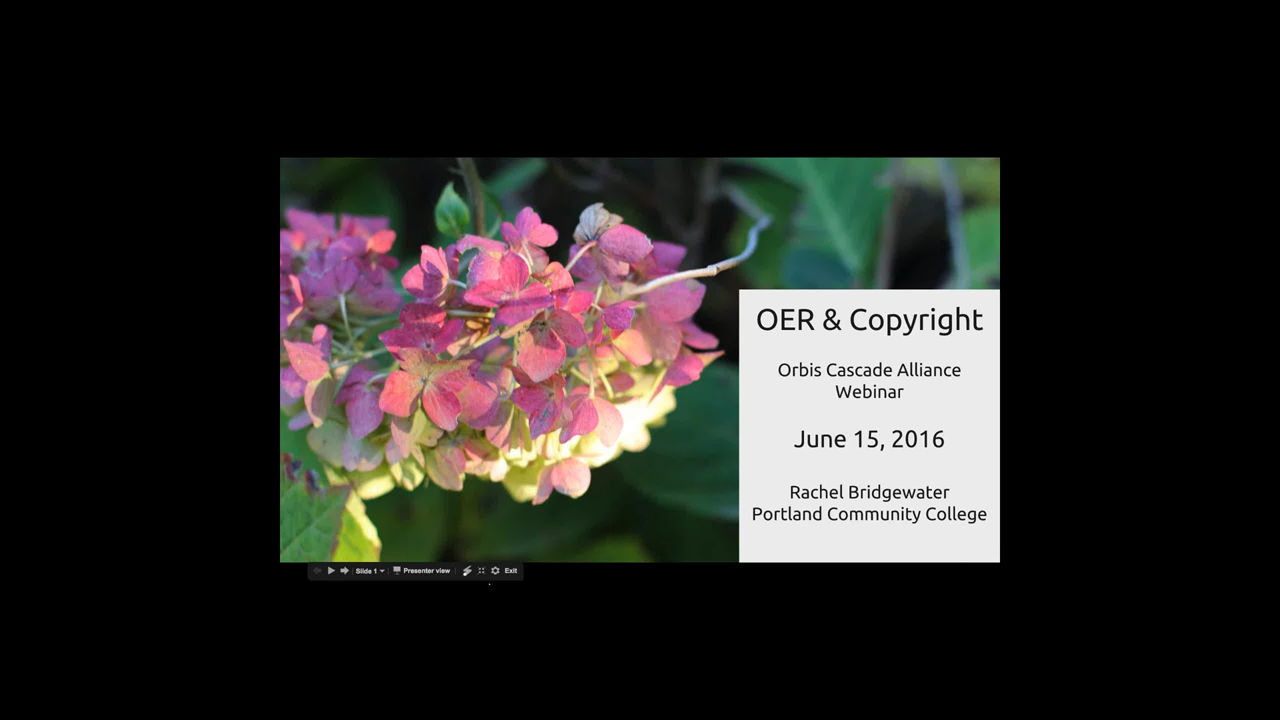 OER & Copyright
Orbis Cascade Alliance
Webinar
June 15, 2016
Rachel Bridgewater
Portland Community College
Slide 1
Presenter view
Exit